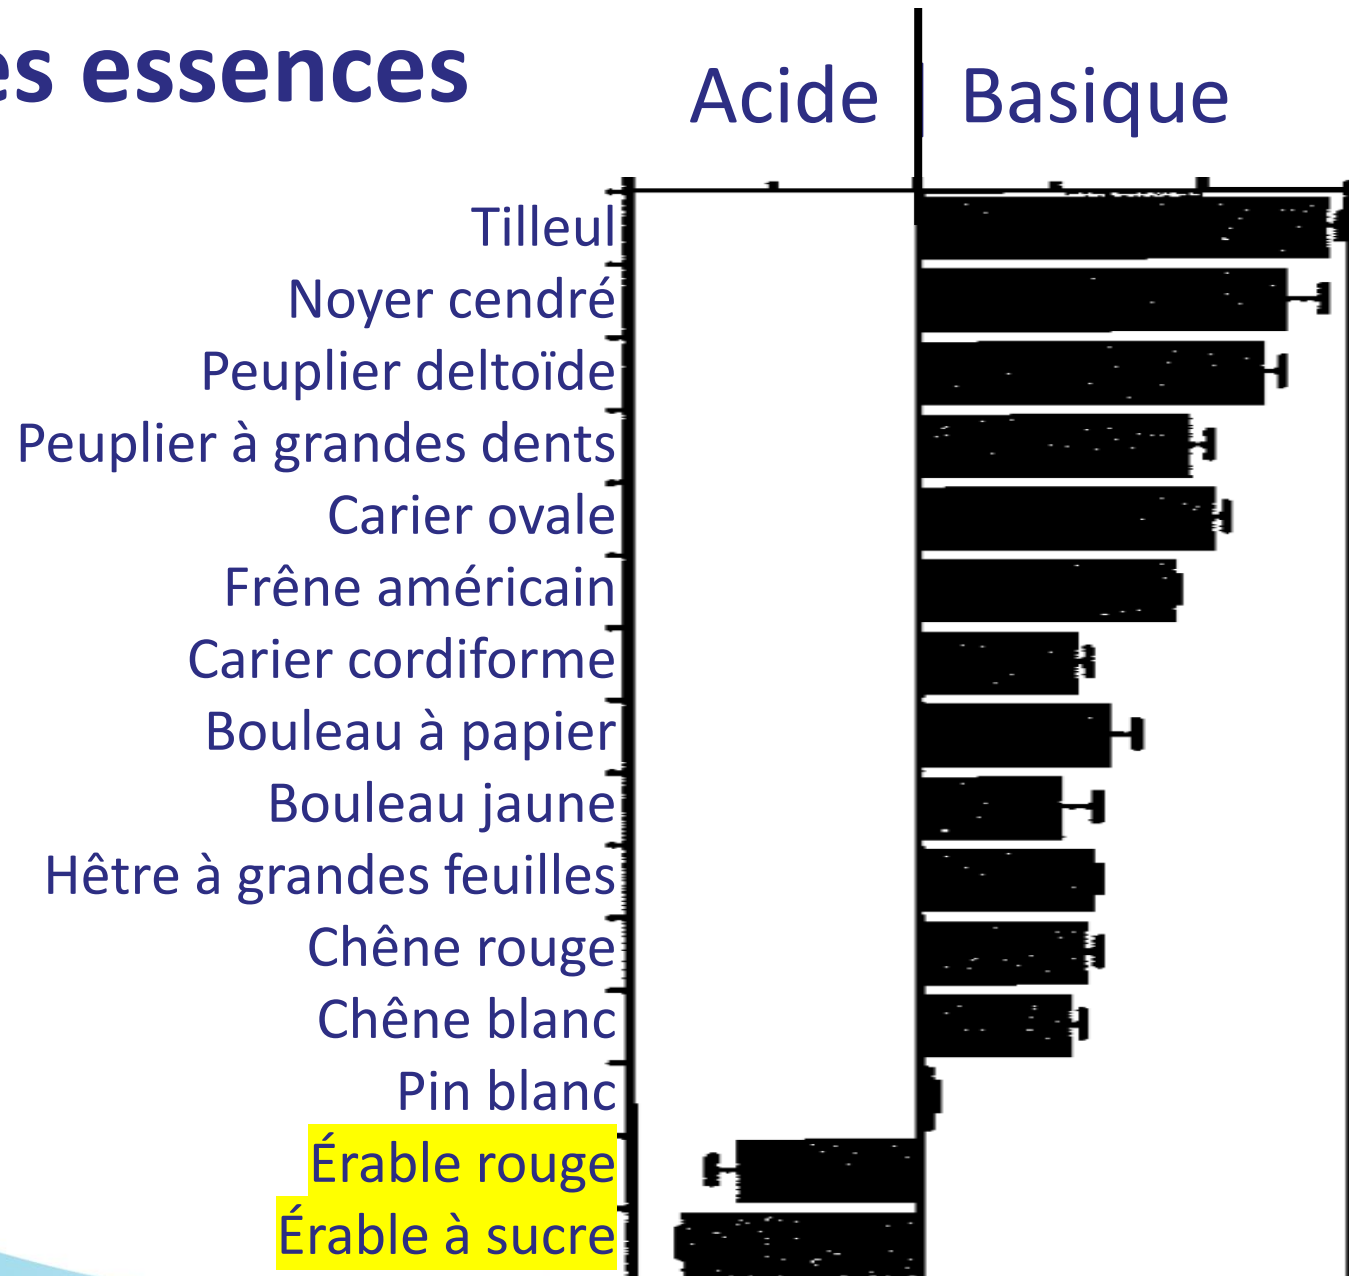 es essences
Acide Basique
Tilleul
Noyer cendré
Peuplier deltoïde
Peuplier à grandes dents
Carier ovale
Frêne américain
Carier cordiforme
Bouleau à papier
Bouleau jaune
Hêtre à grandes feuilles
Chêne rouge
Chêne blanc
Pin blanc
Érable rouge
Érable à sucre